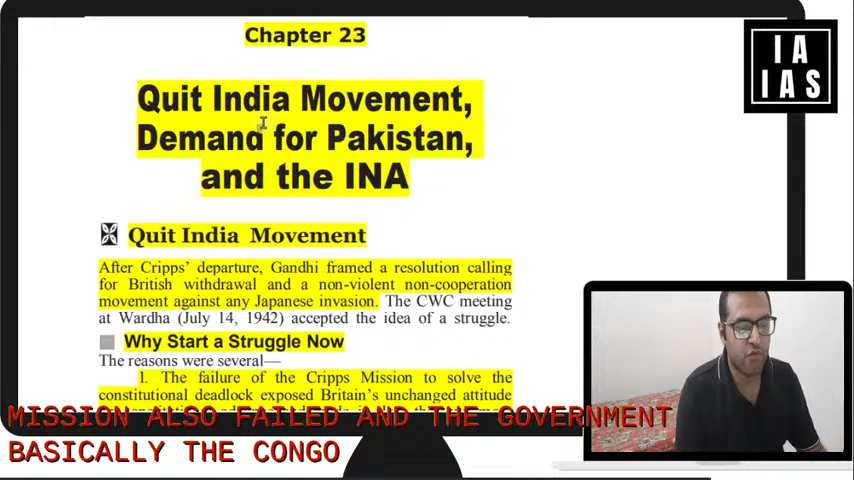 Chapter 23
Quit India Movement,
Demand for Pakistan,
and the INA
Quit India Movement
After Cripps' departure, Gandhi framed a resolution calling
for British withdrawal and a non-violent non-cooperation
movement against any Japanese invasion. The CWC meeting
at Wardha (July 14, 1942) accepted the idea of a struggle.
Why Start a Struggle Now
The reasons were several—
1. The failure of the Cripps Mission to solve the
constitutional deadlock exposed Britain's unchanged attitude
MISSION ALSO FAILED AND THE GOVERNMENT
BASICALLY THE CONGO
IA
IAS